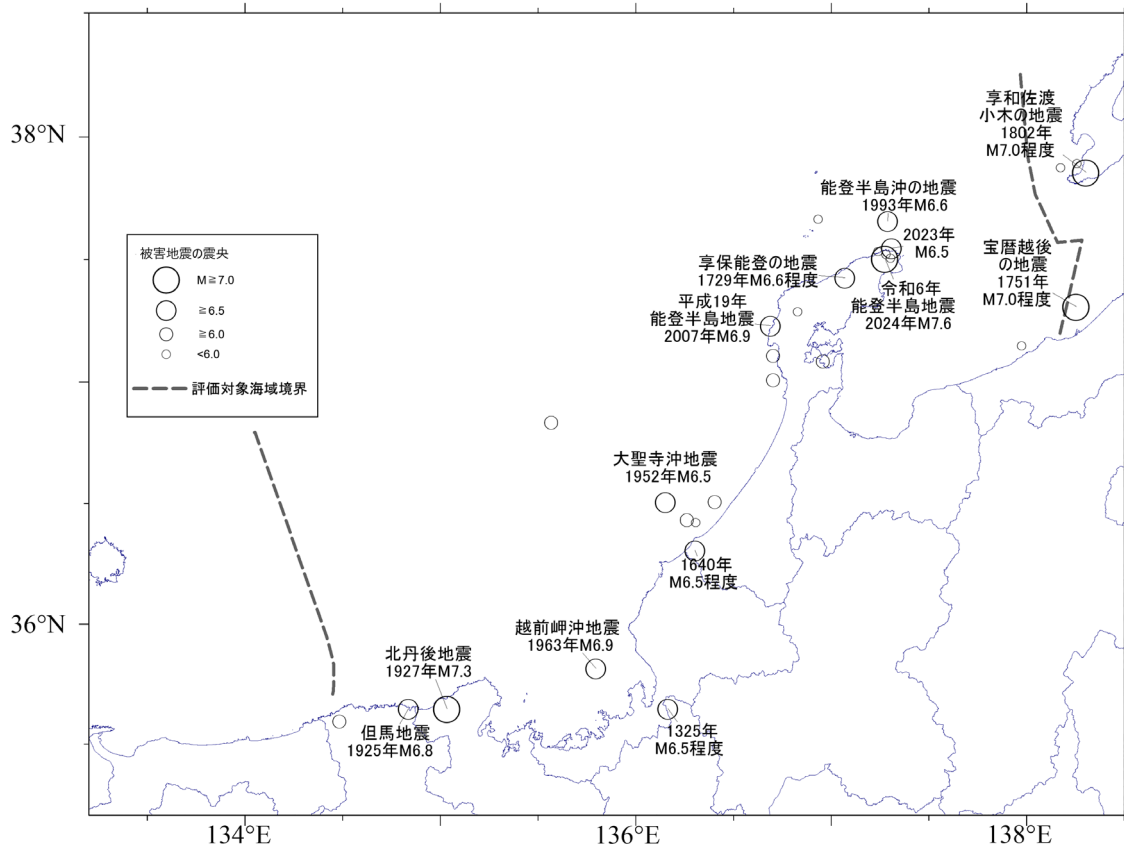 38°N
36°N
134°E
136°E
138°E
被害地震の震央
M≧7.0
≧6.5
≧6.0
<6.0
評価対象海域境界
享和佐渡
小木の地震
1802年
M7.0程度
能登半島沖の地震
1993年M6.6
2023年
M6.5
享保能登の地震
1729年M6.6程度
宝暦越後
の地震
1751年
M7.0程度
令和6年
能登半島地震
2024年M7.6
平成19年
能登半島地震
2007年M6.9
大聖寺沖地震
1952年M6.5
1640年
M6.5程度
越前岬沖地震
1963年M6.9
北丹後地震
1927年M7.3
但馬地震
1925年M6.8
1325年
M6.5程度